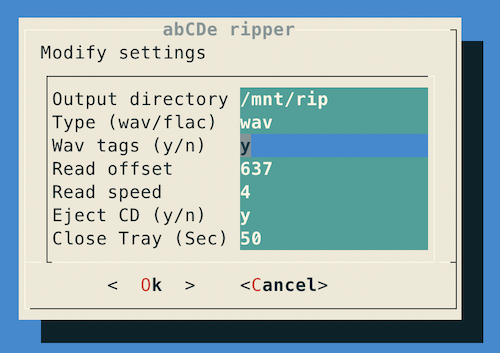 abCDe ripper
Modify settings
Output directory /mnt/rip
Type (wav/flac) wav
Wav tags (y/n) y
Read offset 637
Read speed 4
Eject CD (y/n) y
Close Tray (Sec) 50
< Ok > <Cancel>